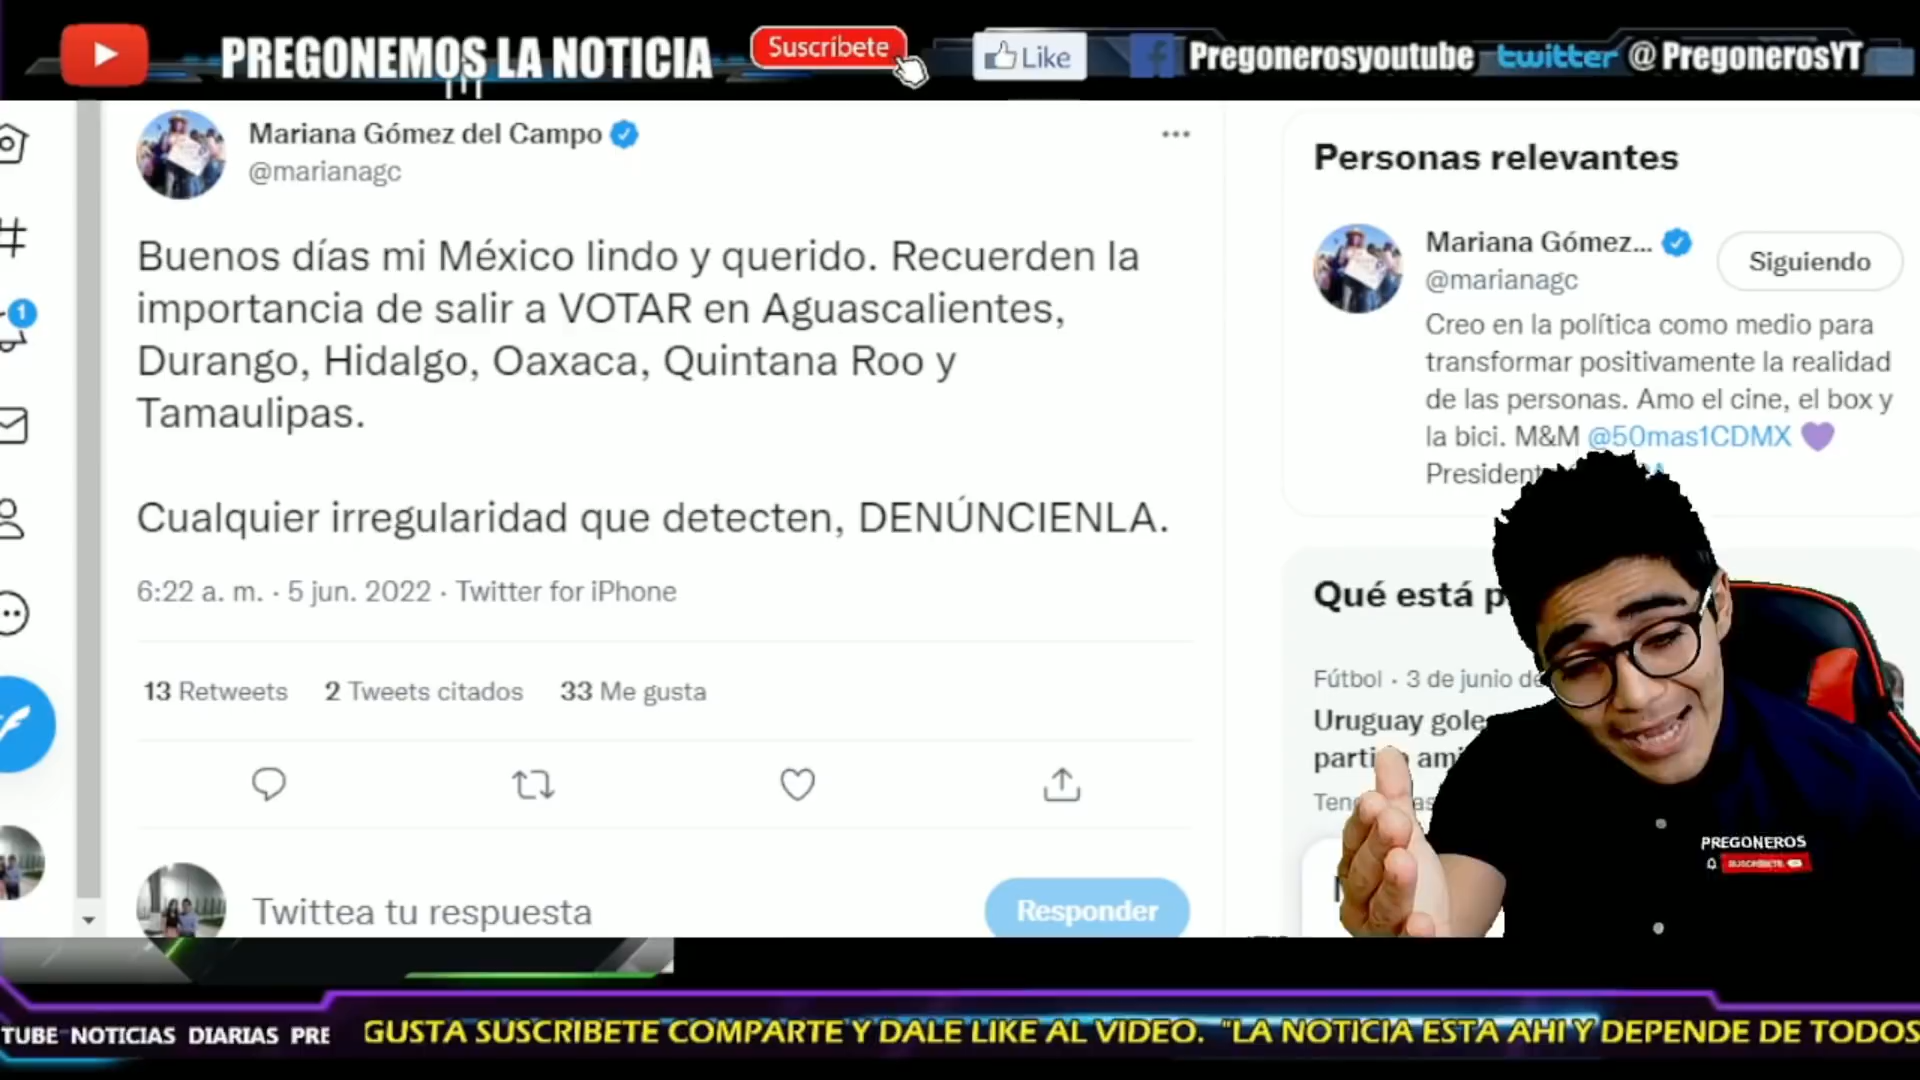 PREGONEMOS LA NOTICIA
Suscríbete
Like
Pregonerosyoutube
twitter @PregonerosYT
Mariana Gómez del Campo
@marianagc
Buenos días mi México lindo y querido. Recuerden la
importancia de salir a VOTAR en Aguascalientes,
Durango, Hidalgo, Oaxaca, Quintana Roo y
Tamaulipas.
Cualquier irregularidad que detecten, DENÚNCIENLA.
6:22 a. m. · 5 jun. 2022 · Twitter for iPhone
13 Retweets 2 Tweets citados 33 Me gusta
Twittea tu respuesta
Responder
1
Personas relevantes
Mariana Gómez...
@marianagc
Siguiendo
Creo en la política como medio para
transformar positivamente la realidad
de las personas. Amo el cine, el box y
la bici. M&M @50mas1CDMX
Qué está
Fútbol · 3 de junio
Uruguay
PREGONEROS
SUSCRÍBETE
TUBE NOTICIAS DIARIAS PRE
GUSTA SUSCRIBETE COMPARTE Y DALE LIKE AL VIDEO. "LA NOTICIA ESTA AHI Y DEPENDE DE TODOS